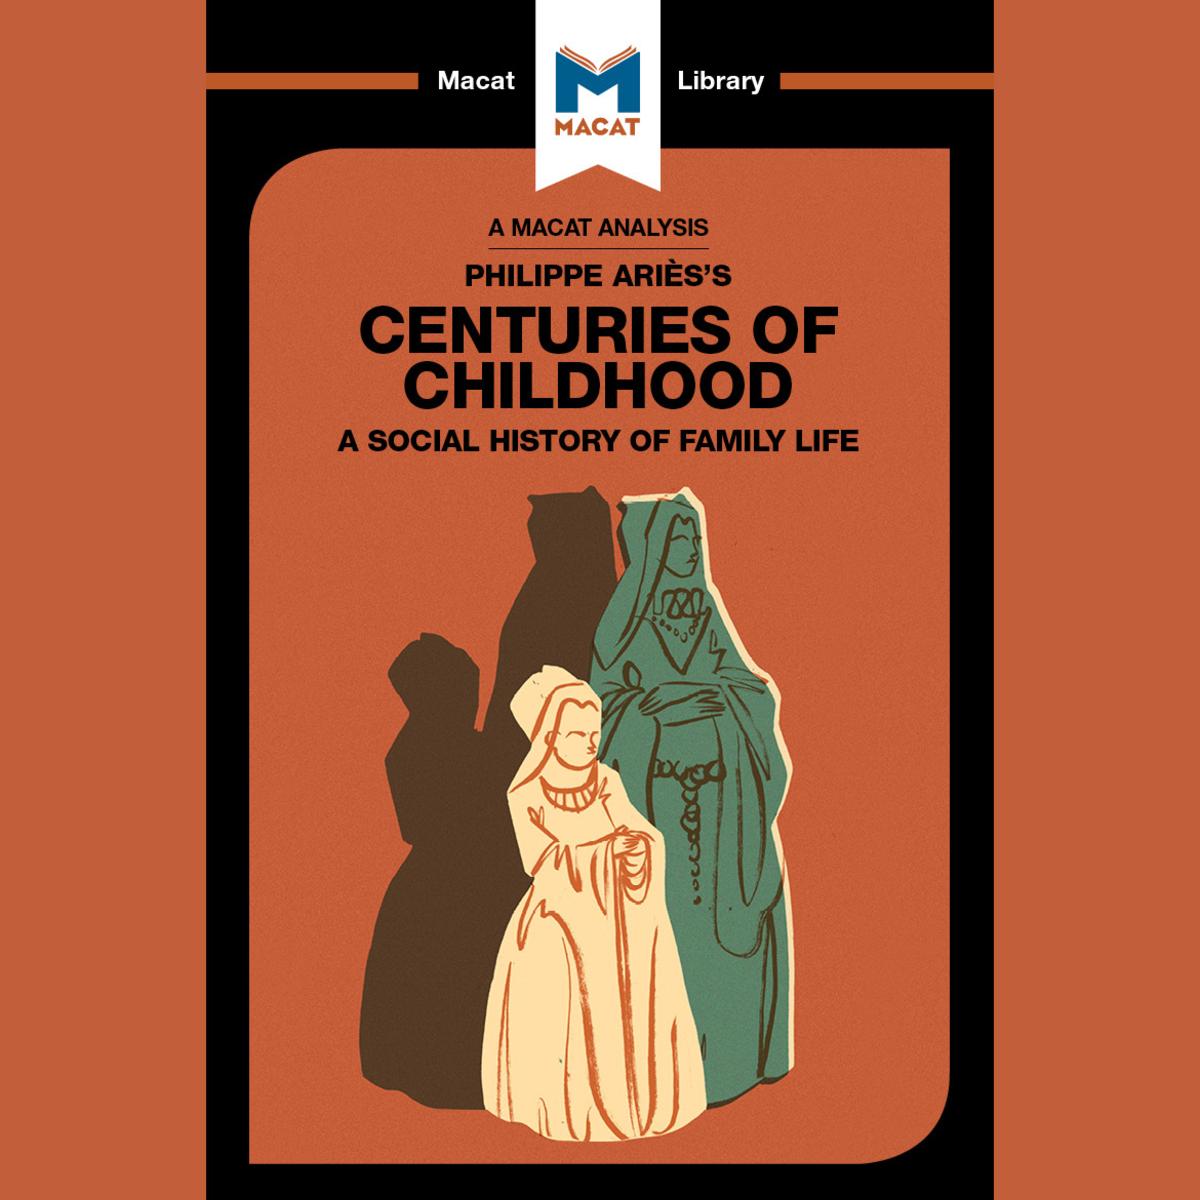 Macat Library
MACAT
A MACAT ANALYSIS
PHILIPPE ARIÈS’S
CENTURIES OF
CHILDHOOD
A SOCIAL HISTORY OF FAMILY LIFE